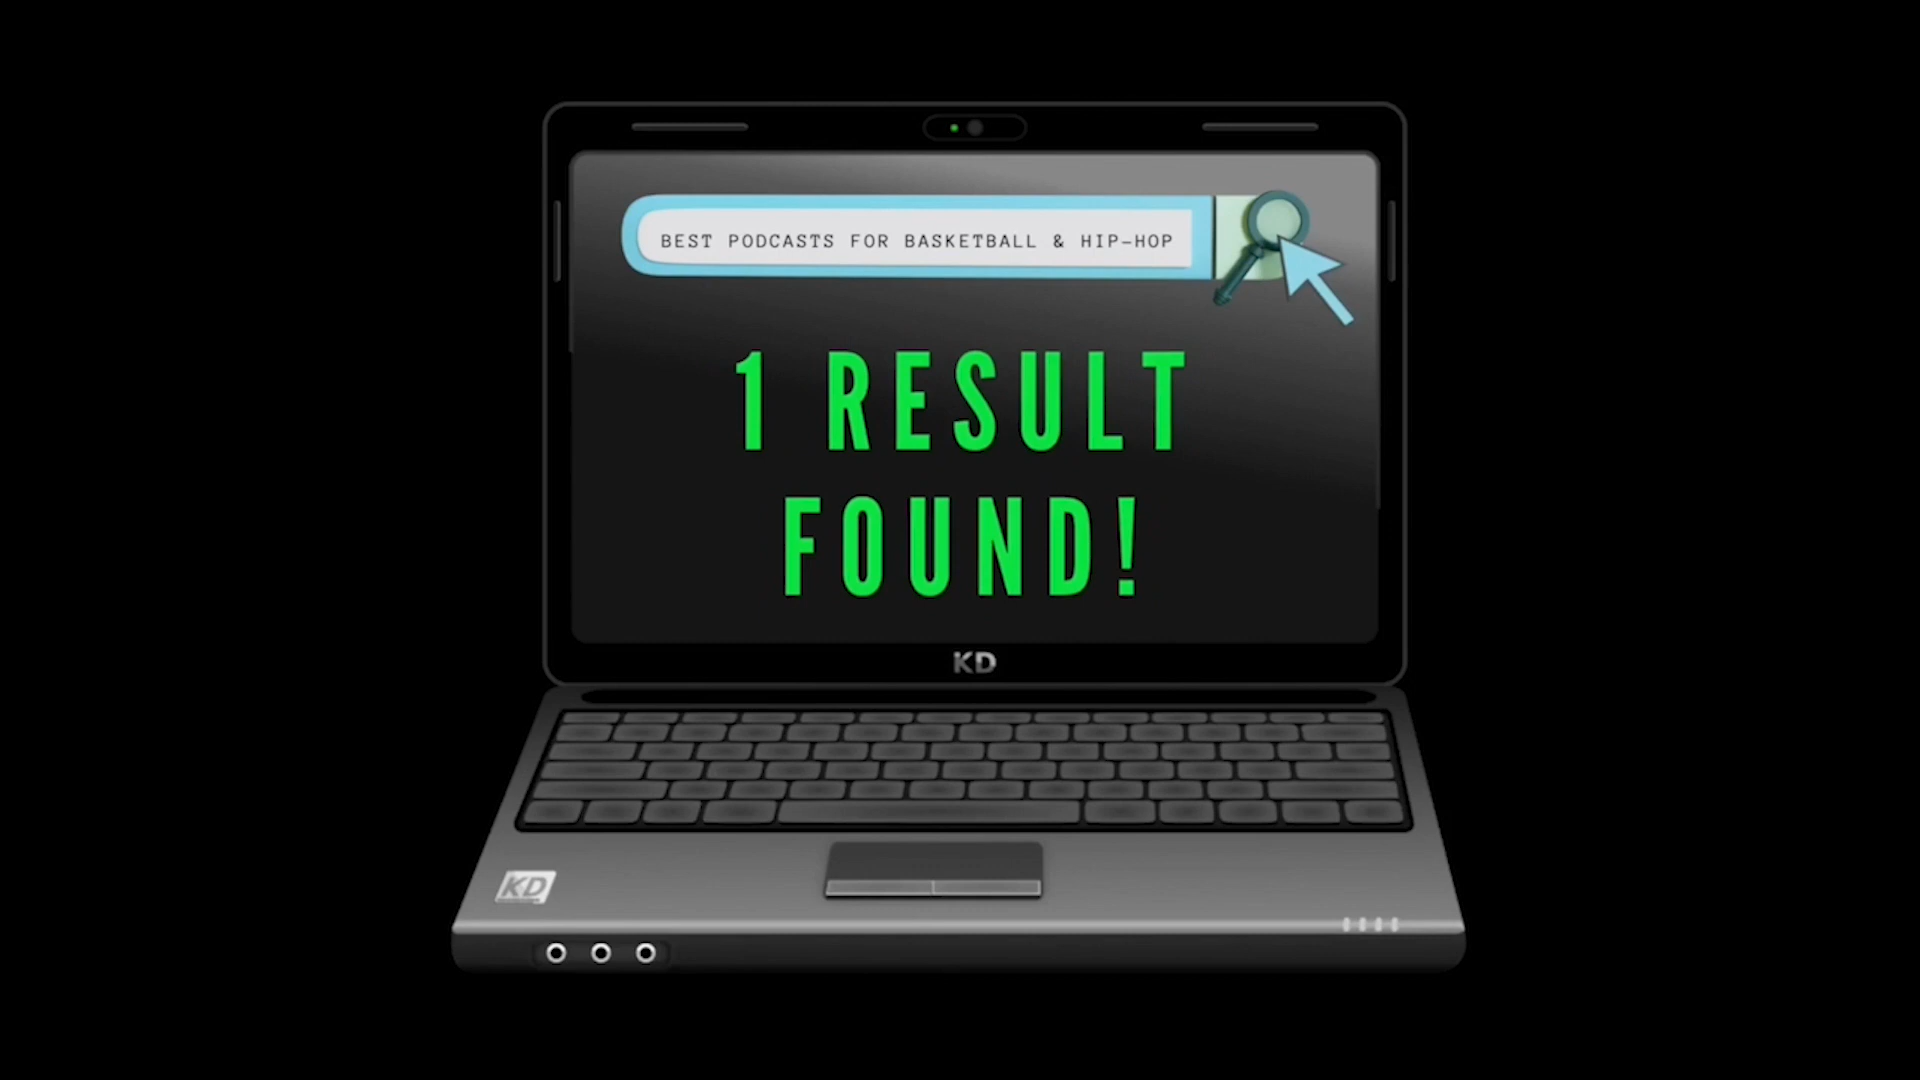 BEST PODCASTS FOR BASKETBALL & HIP-HOP
1 RESULT
FOUND!
KD
KD